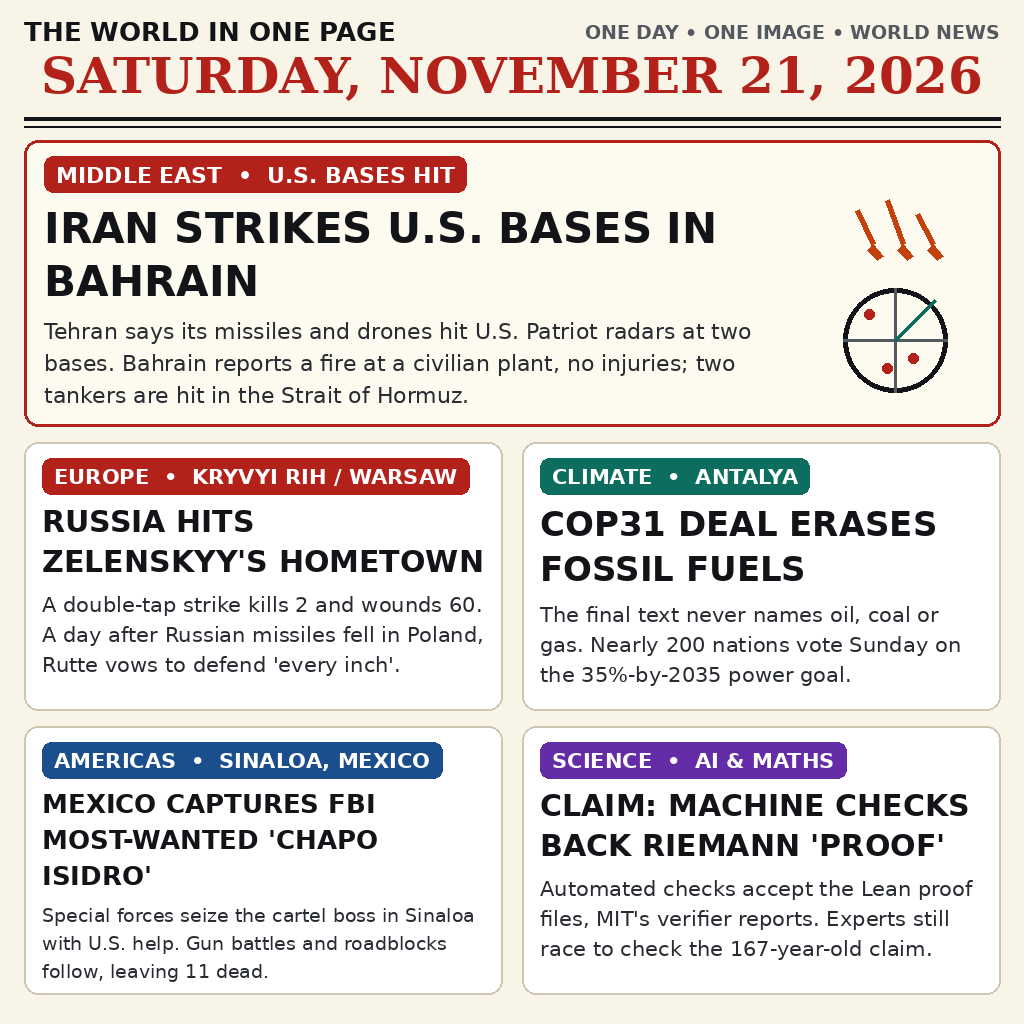 THE WORLD IN ONE PAGE
ONE DAY • ONE IMAGE • WORLD NEWS
SATURDAY, NOVEMBER 21, 2026
MIDDLE EAST • U.S. BASES HIT
IRAN STRIKES U.S. BASES IN
BAHRAIN
Tehran says its missiles and drones hit U.S. Patriot radars at two
bases. Bahrain reports a fire at a civilian plant, no injuries; two
tankers are hit in the Strait of Hormuz.
EUROPE • KRYVYI RIH / WARSAW
RUSSIA HITS
ZELENSKYY'S HOMETOWN
A double-tap strike kills 2 and wounds 60.
A day after Russian missiles fell in Poland,
Rutte vows to defend 'every inch'.
CLIMATE • ANTALYA
COP31 DEAL ERASES
FOSSIL FUELS
The final text never names oil, coal or
gas. Nearly 200 nations vote Sunday on
the 35%-by-2035 power goal.
AMERICAS • SINALOA, MEXICO
MEXICO CAPTURES FBI
MOST-WANTED 'CHAPO
ISIDRO'
Special forces seize the cartel boss in Sinaloa
with U.S. help. Gun battles and roadblocks
follow, leaving 11 dead.
SCIENCE • AI & MATHS
CLAIM: MACHINE CHECKS
BACK RIEMANN 'PROOF'
Automated checks accept the Lean proof
files, MIT's verifier reports. Experts still
race to check the 167-year-old claim.